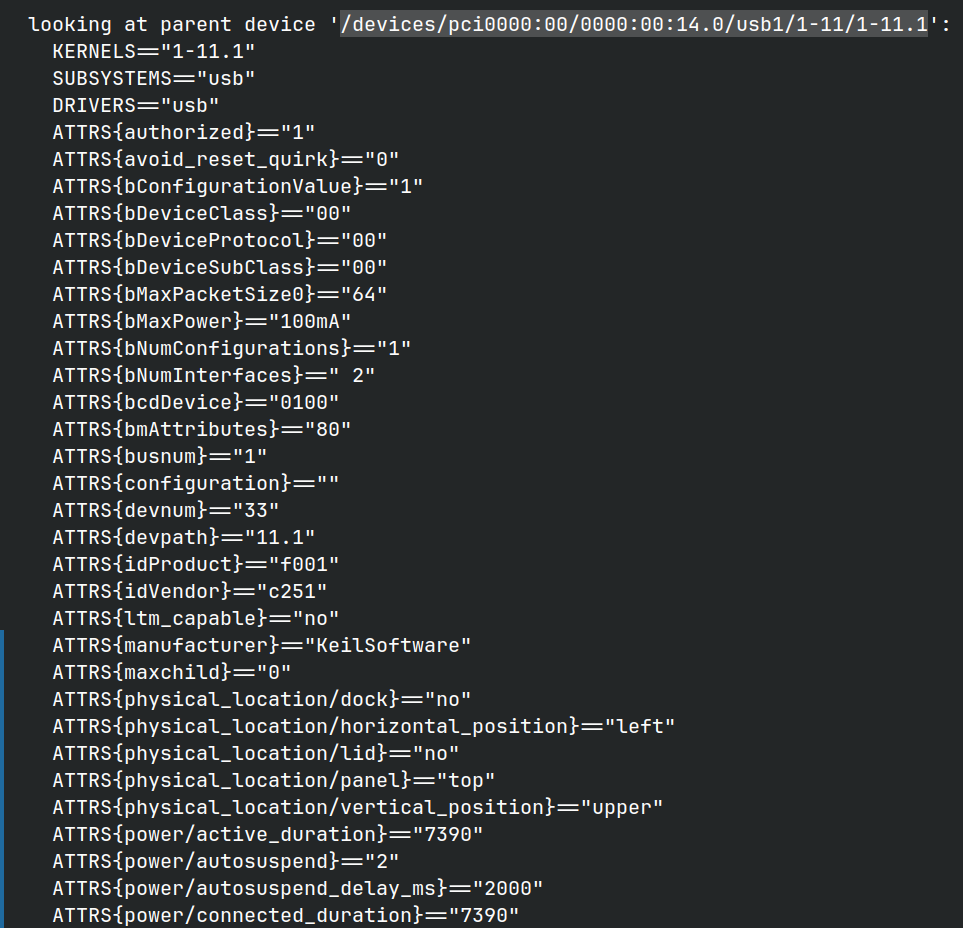 looking at parent device '/devices/pci0000:00/0000:00:14.0/usb1/1-11/1-11.1':
KERNELS=="1-11.1"
SUBSYSTEMS=="usb"
DRIVERS=="usb"
ATTRS{authorized}=="1"
ATTRS{avoid_reset_quirk}=="0"
ATTRS{bConfigurationValue}=="1"
ATTRS{bDeviceClass}=="00"
ATTRS{bDeviceProtocol}=="00"
ATTRS{bDeviceSubClass}=="00"
ATTRS{bMaxPacketSize0}=="64"
ATTRS{bMaxPower}=="100mA"
ATTRS{bNumConfigurations}=="1"
ATTRS{bNumInterfaces}==" 2"
ATTRS{bcdDevice}=="0100"
ATTRS{bmAttributes}=="80"
ATTRS{busnum}=="1"
ATTRS{configuration}==""
ATTRS{devnum}=="33"
ATTRS{devpath}=="11.1"
ATTRS{idProduct}=="f001"
ATTRS{idVendor}=="c251"
ATTRS{ltm_capable}=="no"
ATTRS{manufacturer}=="KeilSoftware"
ATTRS{maxchild}=="0"
ATTRS{physical_location/dock}=="no"
ATTRS{physical_location/horizontal_position}=="left"
ATTRS{physical_location/lid}=="no"
ATTRS{physical_location/panel}=="top"
ATTRS{physical_location/vertical_position}=="upper"
ATTRS{power/active_duration}=="7390"
ATTRS{power/autosuspend}=="2"
ATTRS{power/autosuspend_delay_ms}=="2000"
ATTRS{power/connected_duration}=="7390"